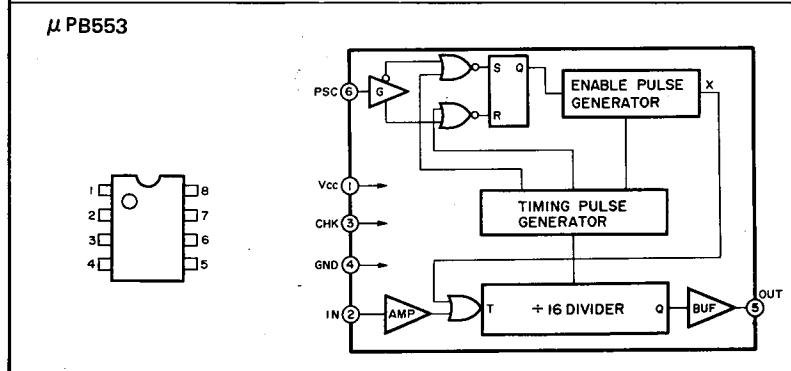 μPB553
PSC 6
G
S Q
R
ENABLE PULSE
GENERATOR
X
Vcc 1
CHK 3
GND 4
IN 2
TIMING PULSE
GENERATOR
AMP
T ÷16 DIVIDER Q
BUF
OUT
5
1 8
2 7
3 6
4 5